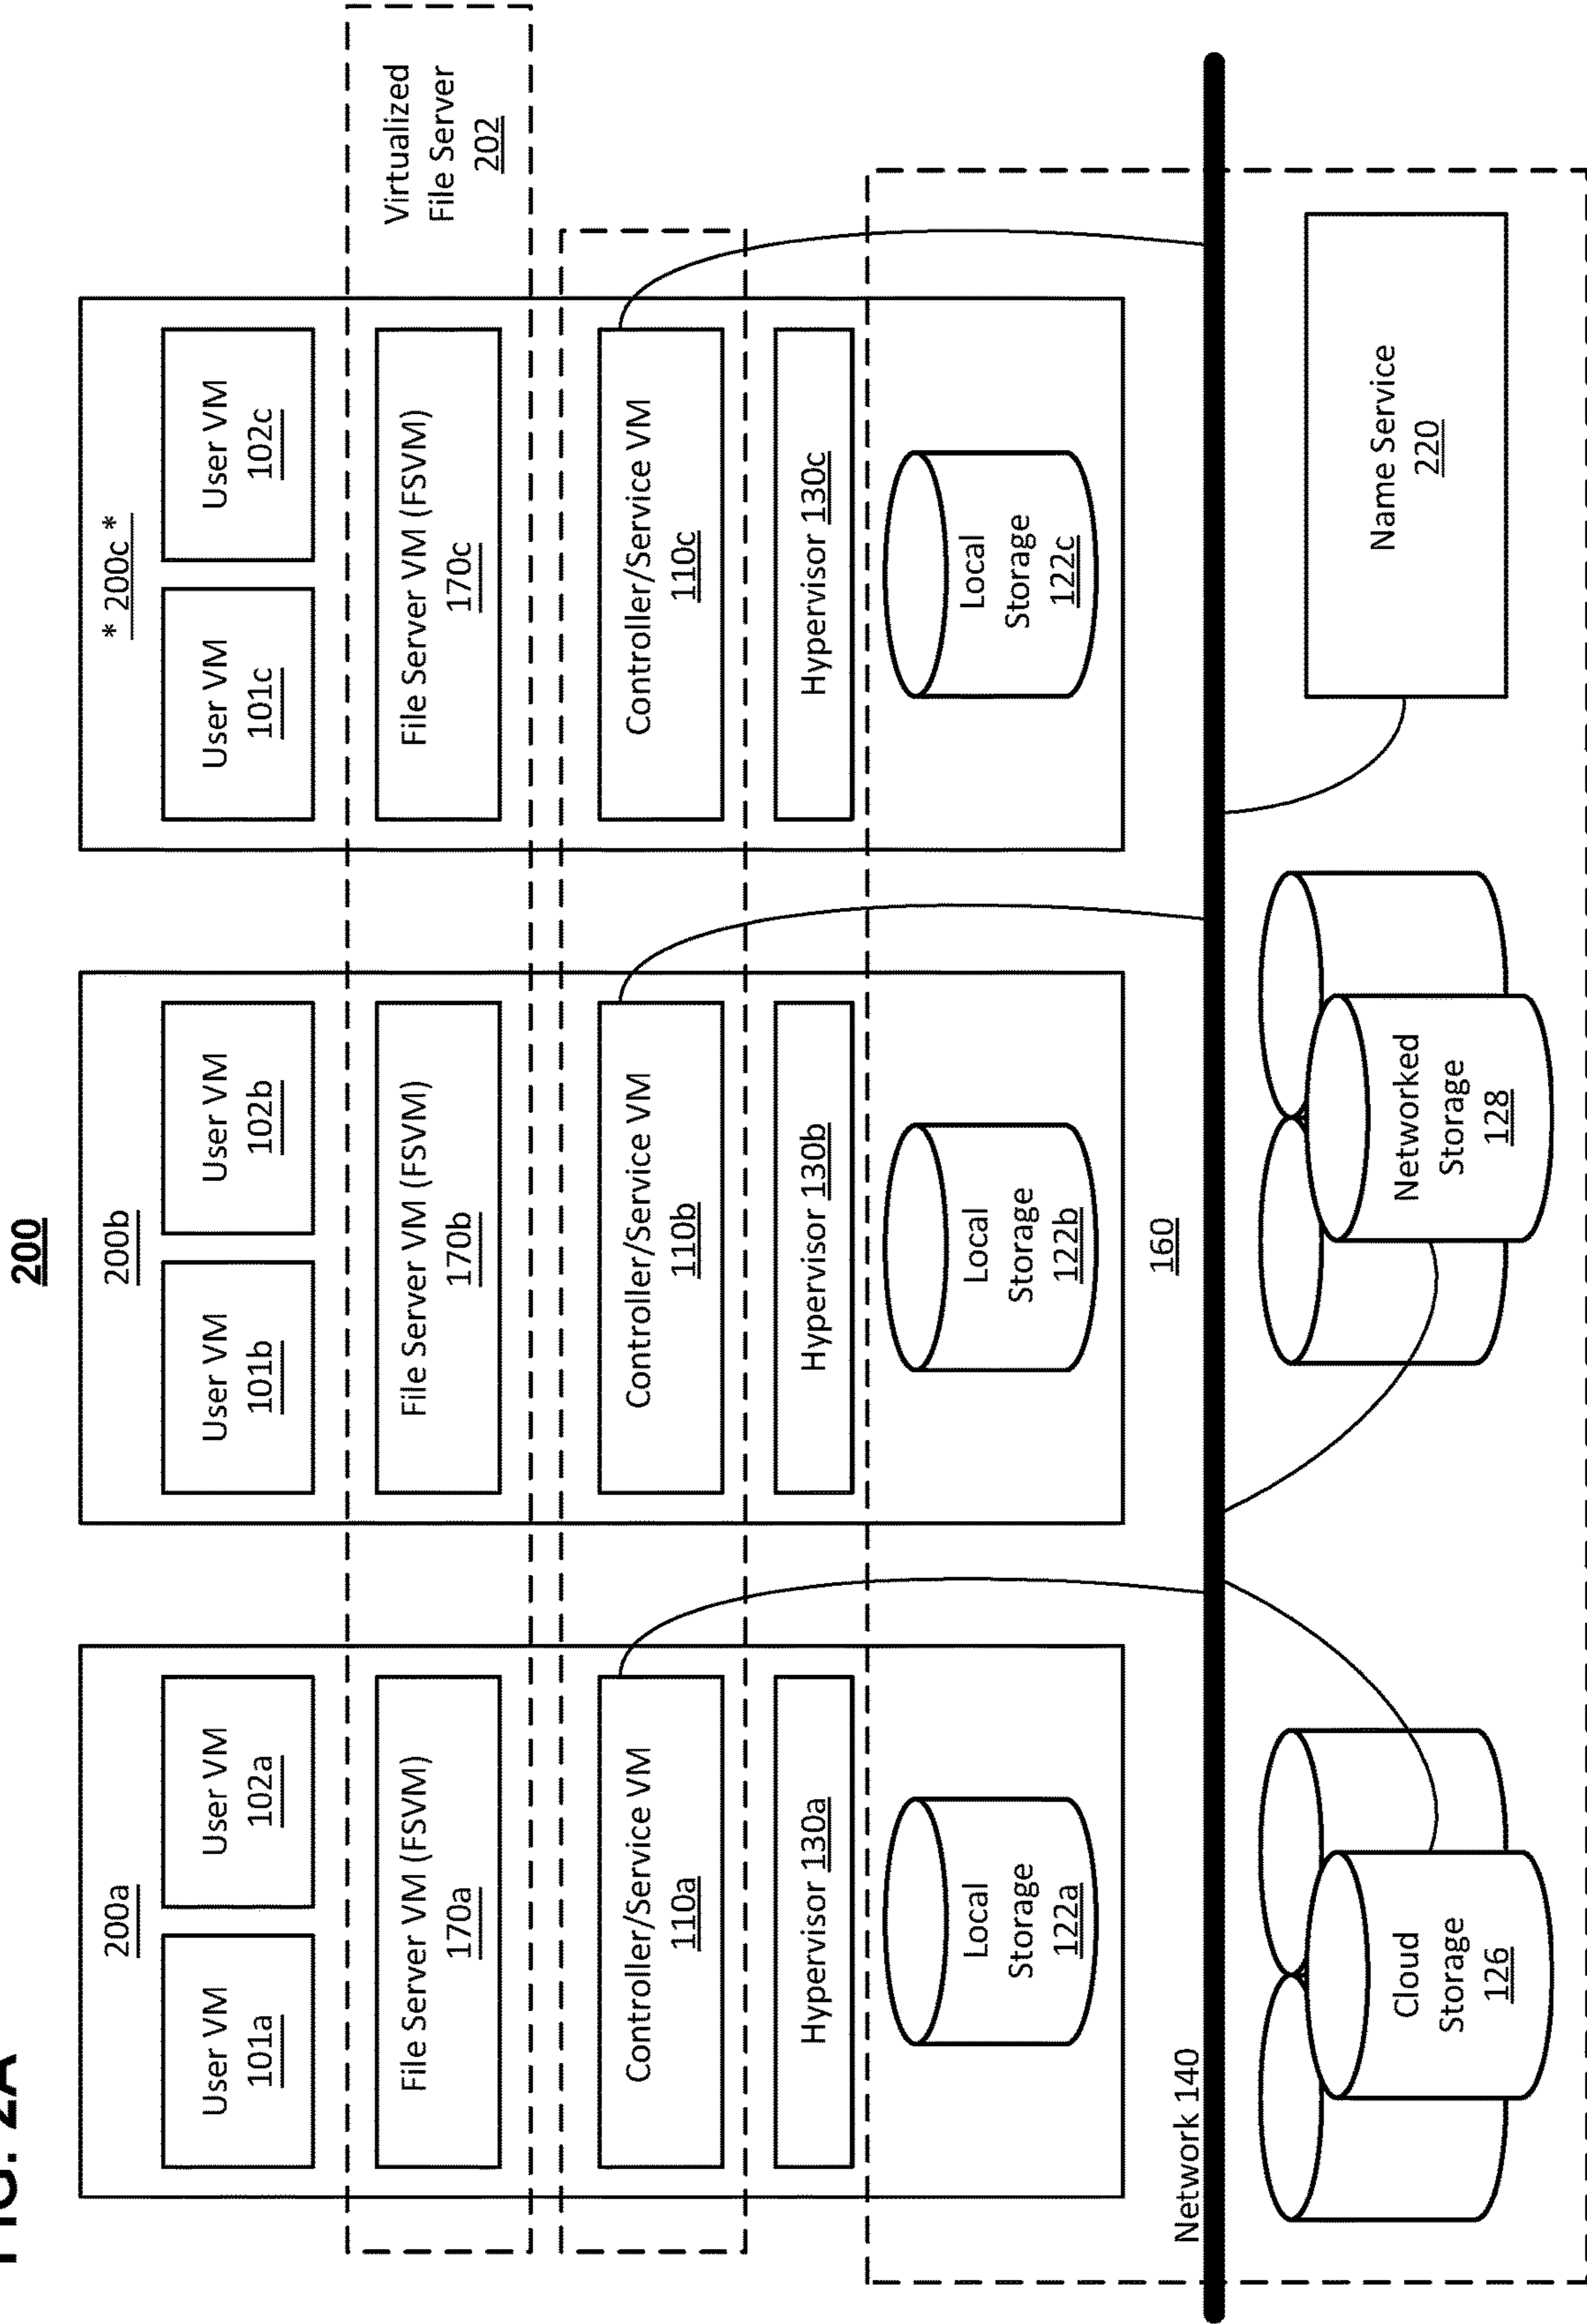 FIG. 2A
200
200a
User VM
101a
User VM
102a
File Server VM (FSVM)
170a
Controller/Service VM
110a
Hypervisor 130a
Local
Storage
122a
200b
User VM
101b
User VM
102b
File Server VM (FSVM)
170b
Controller/Service VM
110b
Hypervisor 130b
Local
Storage
122b
* 200c *
User VM
101c
User VM
102c
File Server VM (FSVM)
170c
Controller/Service VM
110c
Hypervisor 130c
Local
Storage
122c
Virtualized
File Server
202
160
Network 140
Cloud
Storage
126
Networked
Storage
128
Name Service
220